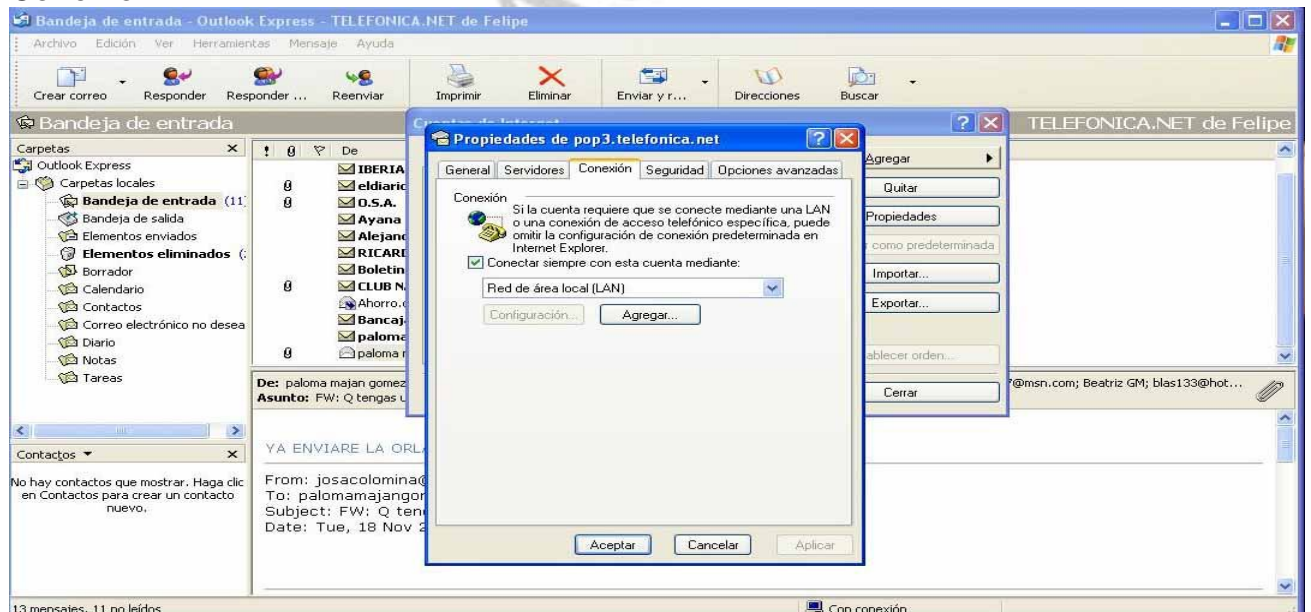 Bandeja de entrada - Outlook Express - TELEFONICA.NET de Felipe
Archivo Edición Ver Herramientas Mensaje Ayuda
Crear correo Responder Responder ... Reenviar Imprimir Eliminar Enviar y r... Direcciones Buscar
Bandeja de entrada
TELEFONICA.NET de Felipe
Carpetas
Outlook Express
Carpetas locales
Bandeja de entrada (11)
Bandeja de salida
Elementos enviados
Elementos eliminados (
Borrador
Calendario
Contactos
Correo electrónico no desea
Diario
Notas
Tareas
Contactos
No hay contactos que mostrar. Haga clic
en Contactos para crear un contacto
nuevo.
! De
IBERIA
eldiario
O.S.A.
Ayana
Alejand
RICARD
Boletin
CLUB N
Ahorro.
Bancaj
paloma
paloma
De: paloma majan gomez
Asunto: FW: Q tengas
@msn.com; Beatriz GM; blas133@hot...
YA ENVIARE LA ORL
From: josacolomina@
To: palomamajangom
Subject: FW: Q ten
Date: Tue, 18 Nov 2
Cuentas de Internet
Agregar
Quitar
Propiedades
r como predeterminada
Importar...
Exportar...
ablecer orden...
Cerrar
Propiedades de pop3.telefonica.net
General Servidores Conexión Seguridad Opciones avanzadas
Conexión
Si la cuenta requiere que se conecte mediante una LAN
o una conexión de acceso telefónico específica, puede
omitir la configuración de conexión predeterminada en
Internet Explorer.
Conectar siempre con esta cuenta mediante:
Red de área local (LAN)
Configuración... Agregar...
Aceptar Cancelar Aplicar
13 mensajes, 11 no leídos
Con conexión